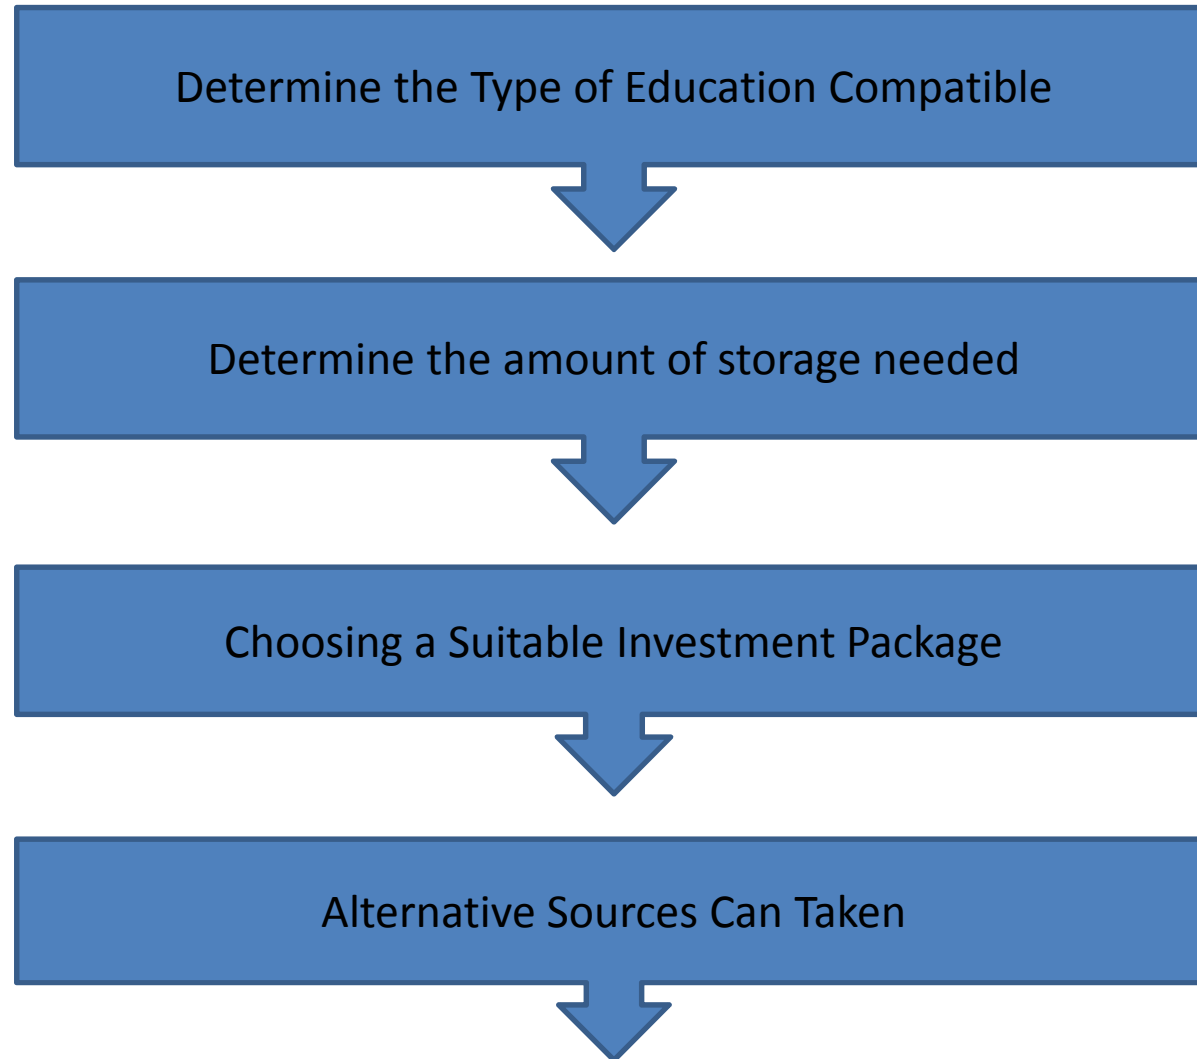 Determine the Type of Education Compatible
Determine the amount of storage needed
Choosing a Suitable Investment Package
Alternative Sources Can Taken